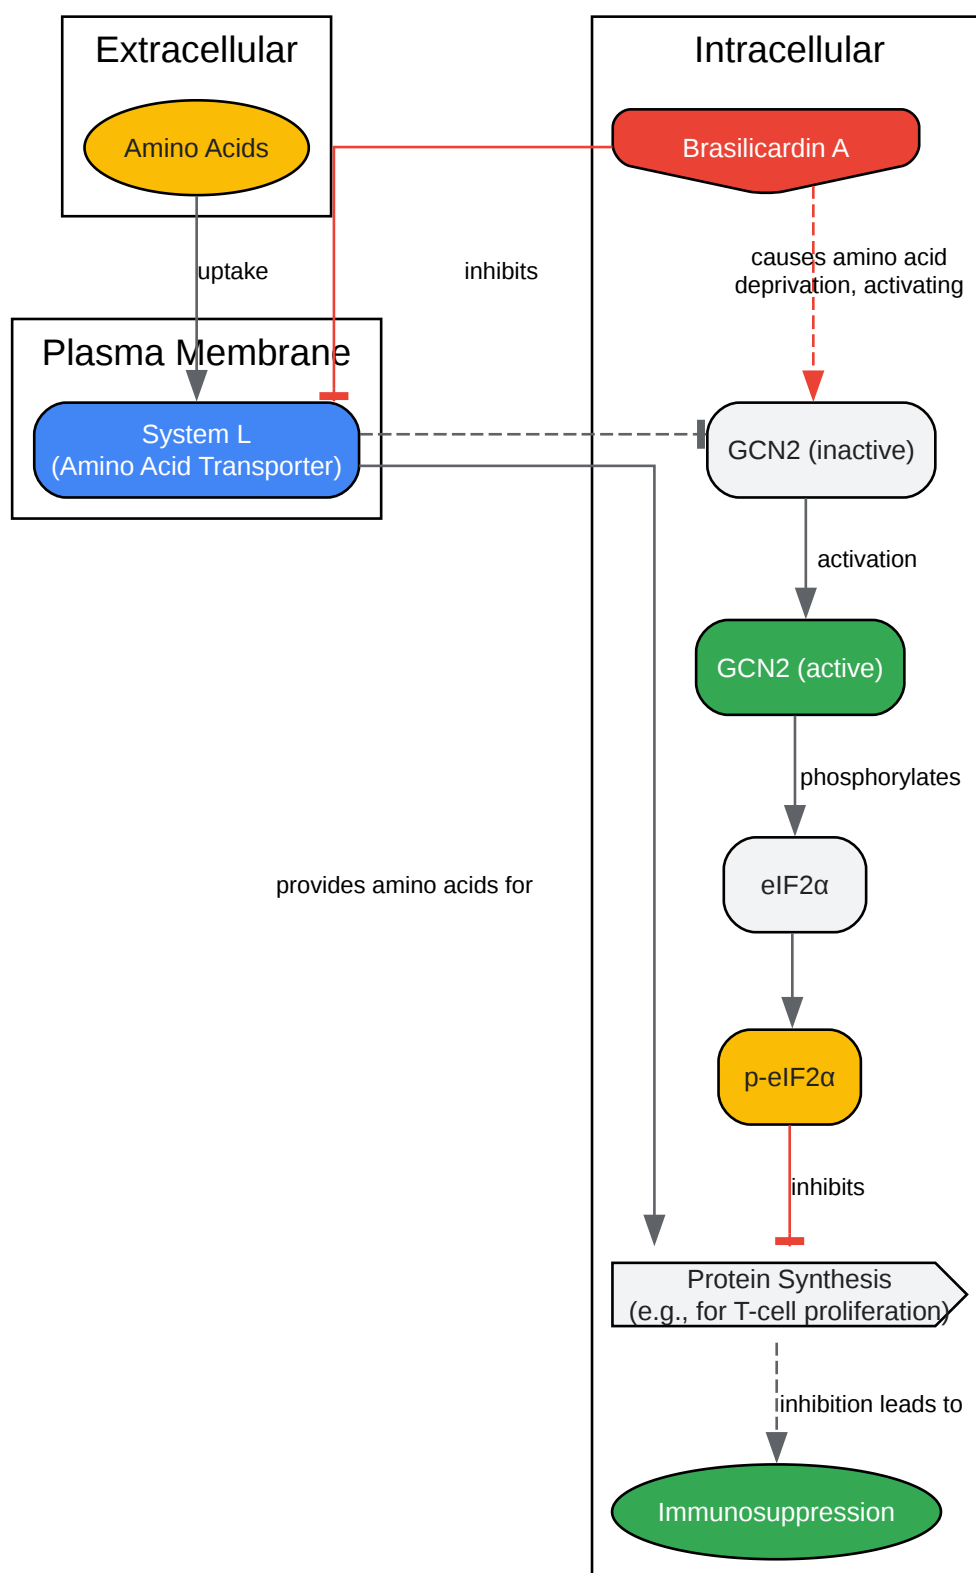 Extracellular
Intracellular
Amino Acids
Brasilicardin A
uptake
inhibits
causes amino acid
deprivation, activating
Plasma Membrane
System L
(Amino Acid Transporter)
GCN2 (inactive)
activation
GCN2 (active)
phosphorylates
provides amino acids for
eIF2α
p-eIF2α
inhibits
Protein Synthesis
(e.g., for T-cell proliferation)
inhibition leads to
Immunosuppression